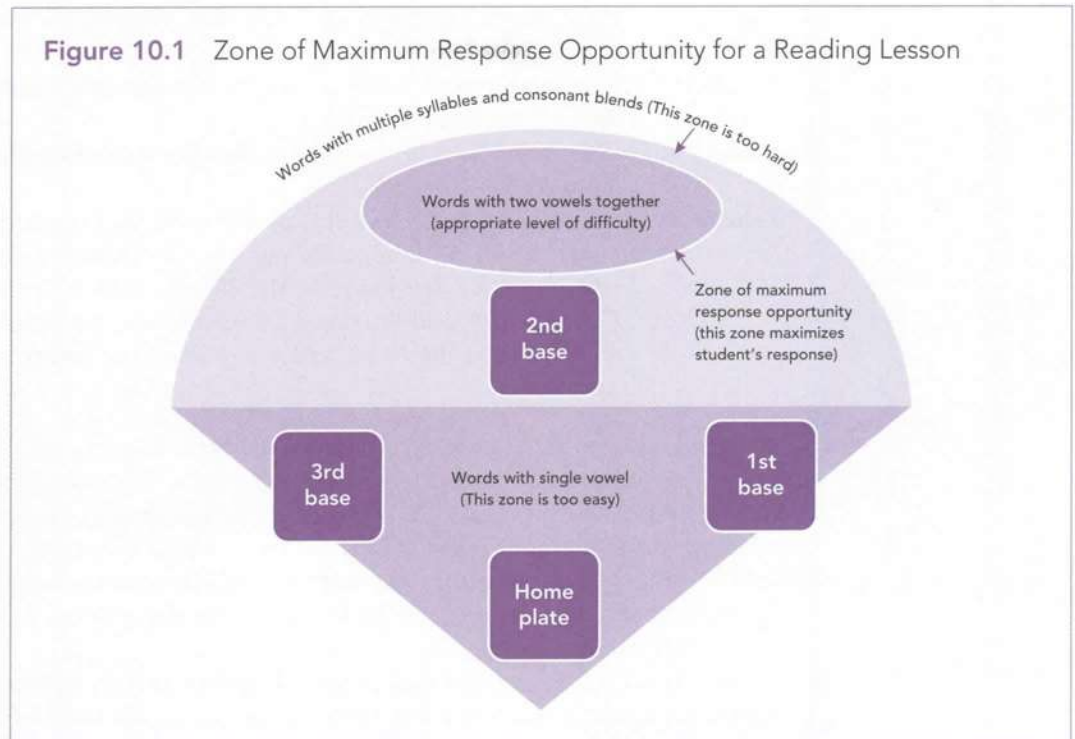 Figure 10.1 Zone of Maximum Response Opportunity for a Reading Lesson
Words with multiple syllables and consonant blends (This zone is too hard)
Words with two vowels together
(appropriate level of difficulty)
Zone of maximum
response opportunity
(this zone maximizes
student's response)
2nd
base
3rd
base
Words with single vowel
(This zone is too easy)
1st
base
Home
plate